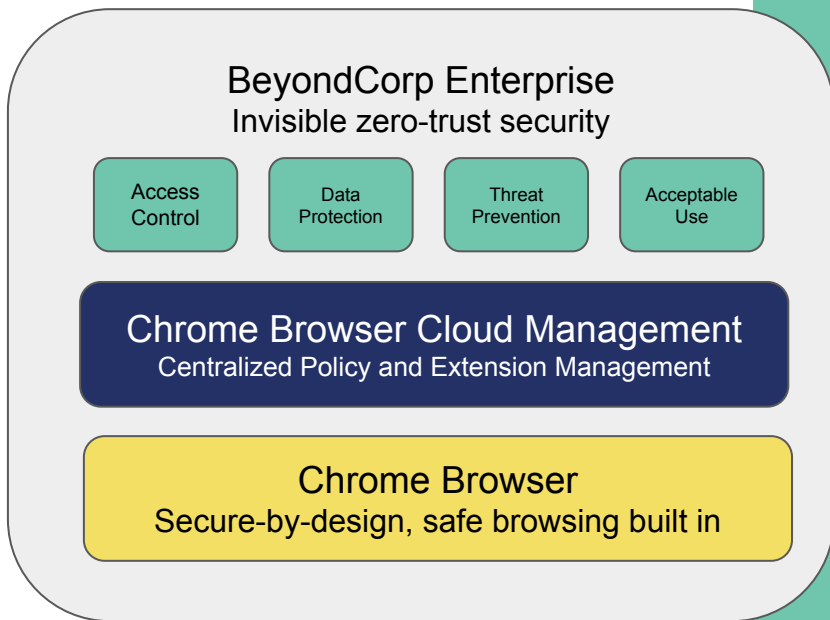 BeyondCorp Enterprise
Invisible zero-trust security
Access
Control
Data
Protection
Threat
Prevention
Acceptable
Use
Chrome Browser Cloud Management
Centralized Policy and Extension Management
Chrome Browser
Secure-by-design, safe browsing built in